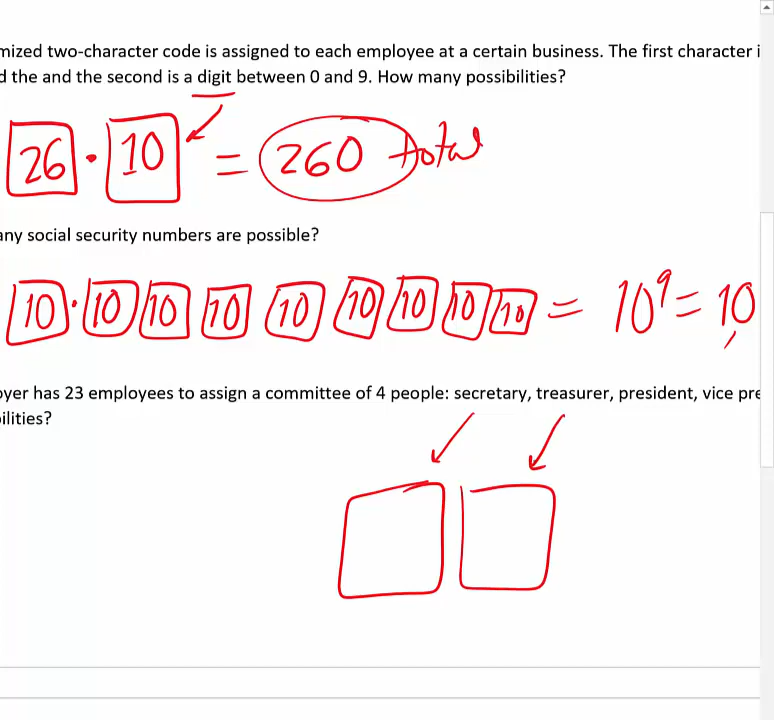 mized two-character code is assigned to each employee at a certain business. The first character i
d the and the second is a digit between 0 and 9. How many possibilities?
26 · 10 = 260 total
any social security numbers are possible?
10 · 10 10 10 10 10 10 10 10 = 10⁹ = 10,
oyer has 23 employees to assign a committee of 4 people: secretary, treasurer, president, vice pre
ilities?